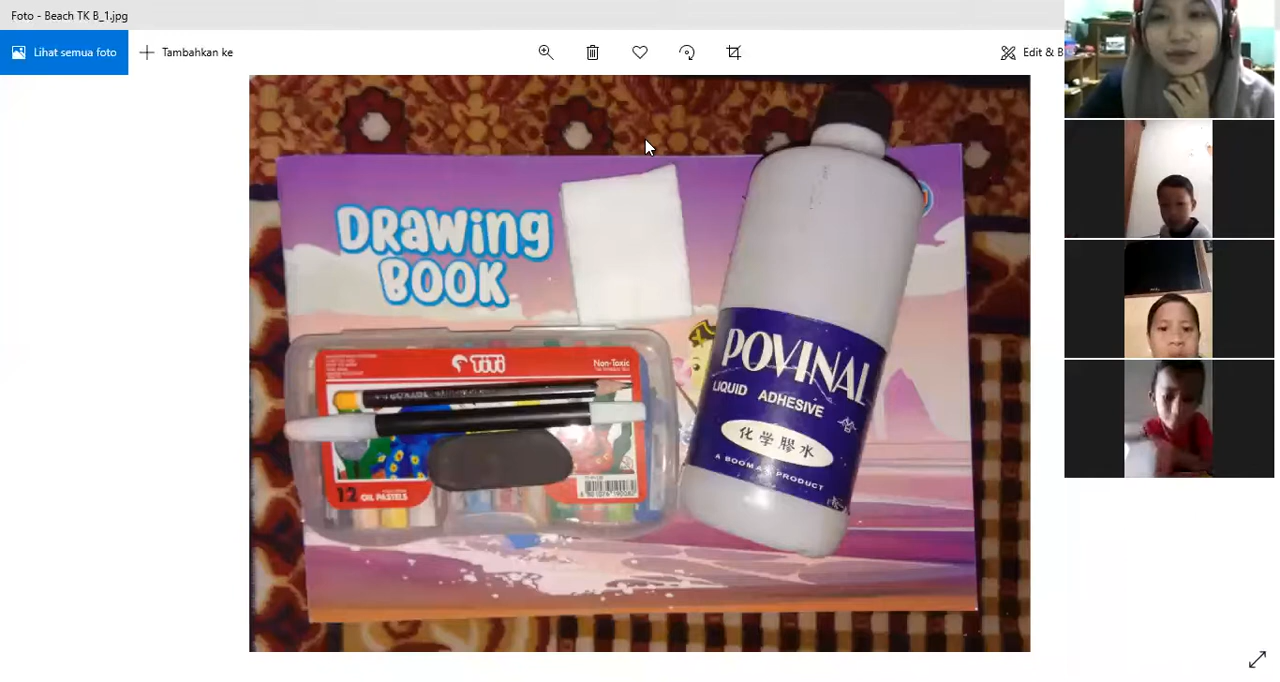 Foto - Beach TK B_1.jpg
Lihat semua foto
Tambahkan ke
Edit & B
DRAWING
BOOK
TiTi
Non-Toxic
12 OIL PASTELS
POVINAL
LIQUID ADHESIVE
化学膠水
A BOOMA PRODUCT